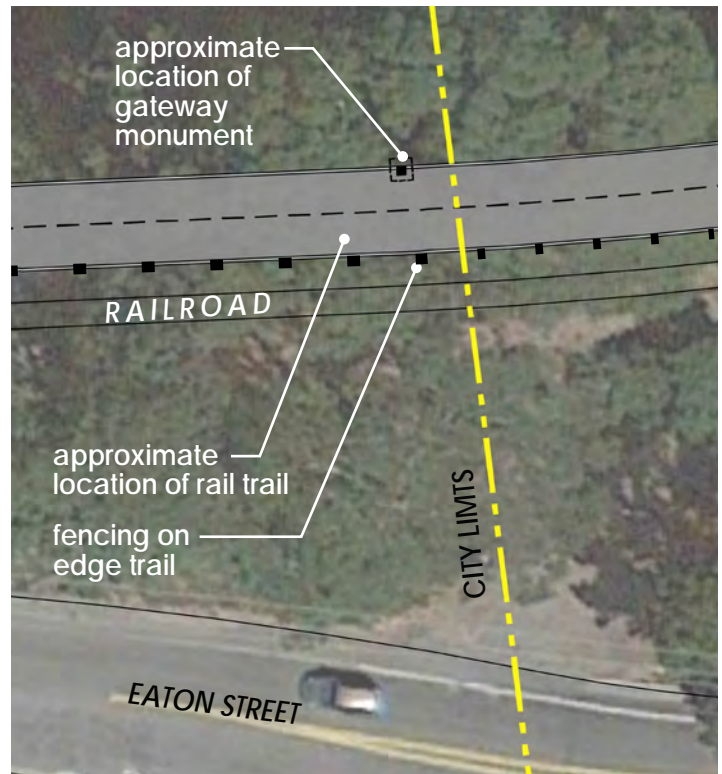 approximate
location of
gateway
monument
RAILROAD
approximate
location of rail trail
fencing on
edge trail
CITY LIMTS
EATON STREET